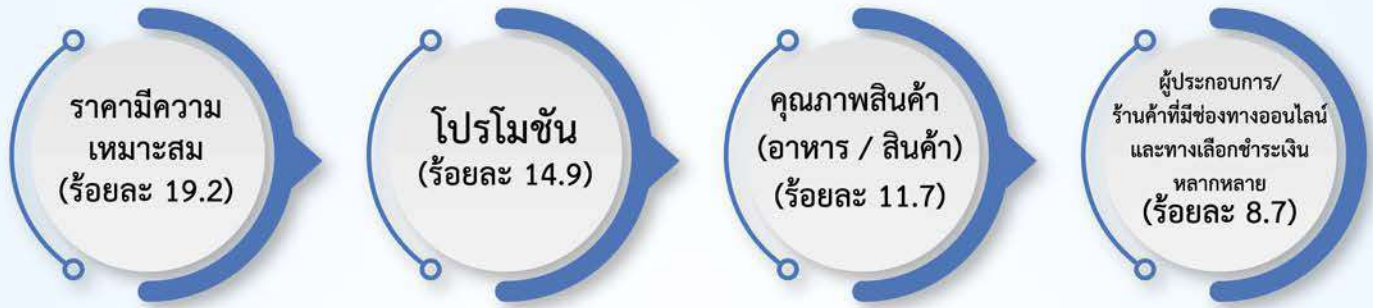 ราคามีความ
เหมาะสม
(ร้อยละ 19.2)
โปรโมชัน
(ร้อยละ 14.9)
คุณภาพสินค้า
(อาหาร / สินค้า)
(ร้อยละ 11.7)
ผู้ประกอบการ/
ร้านค้าที่มีช่องทางออนไลน์
และทางเลือกชำระเงิน
หลากหลาย
(ร้อยละ 8.7)